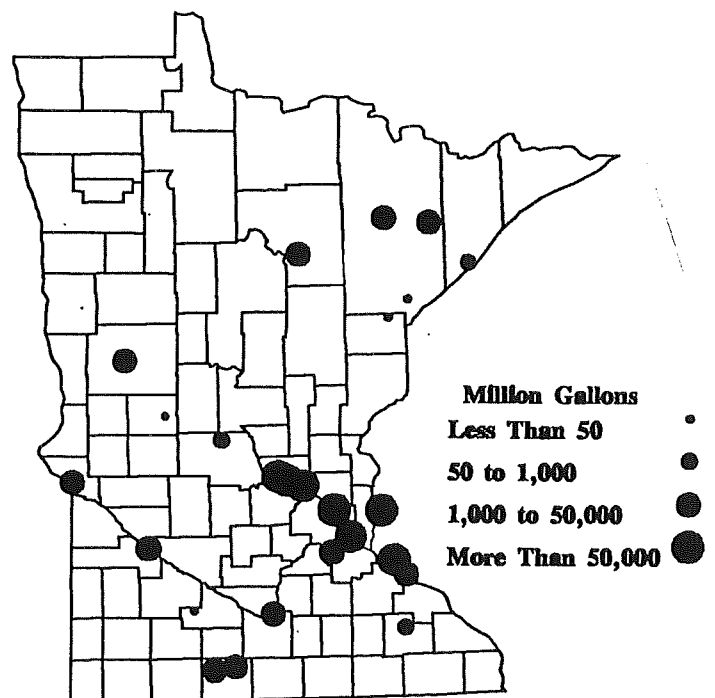 Million Gallons
Less Than 50
50 to 1,000
1,000 to 50,000
More Than 50,000